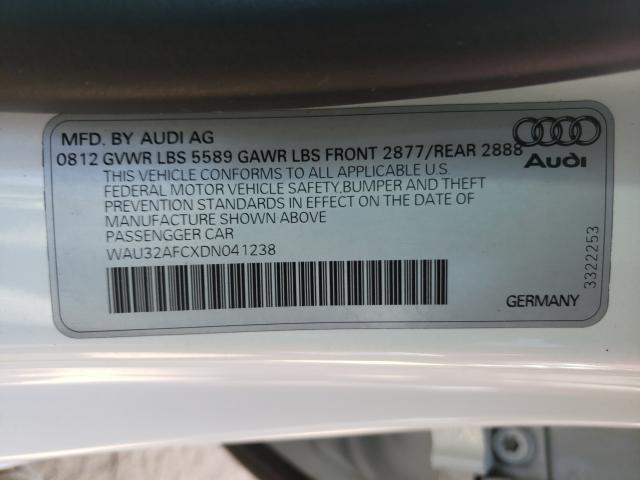 MFD. BY AUDI AG
0812 GVWR LBS 5589 GAWR LBS FRONT 2877/REAR 2888
Audi
THIS VEHICLE CONFORMS TO ALL APPLICABLE U.S.
FEDERAL MOTOR VEHICLE SAFETY,BUMPER AND THEFT
PREVENTION STANDARDS IN EFFECT ON THE DATE OF
MANUFACTURE SHOWN ABOVE
PASSENGGER CAR
WAU32AFCXDN041238
GERMANY
3322253